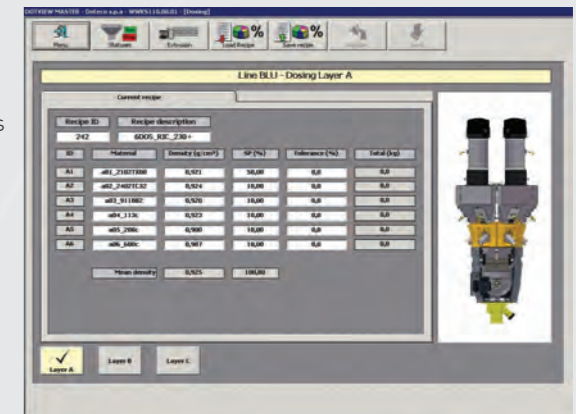 DOTVIEW MASTER - Doteco s.p.a - WWRKS110.00.01 - [Dosing]
Menu Statuses Extrusion Load Recipe Save recipe
Line BLU - Dosing Layer A
Current recipe
Recipe ID Recipe description
242
ID Material Density (g/cm³) SP (%) Tolerance (%) Total (kg)
A1 0,921 50,00 0,0 0,0
A2 0,924 10,00 0,0 0,0
A3 0,920 10,00 0,0 0,0
A4 a04_113c 0,923 10,00 0,0 0,0
A5 a05_200c 0,900 10,00 0,0 0,0
A6 a06_600c 0,907 10,00 0,0 0,0
Mean density 0,925 100,00
Layer A Layer B Layer C
s